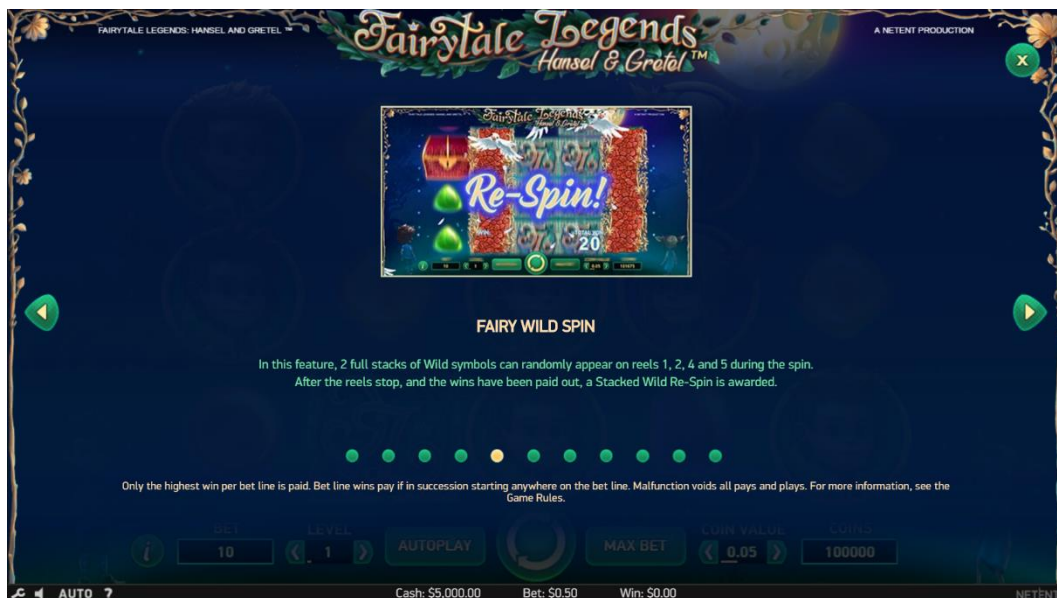 FAIRYTALE LEGENDS: HANSEL AND GRETEL ™
Fairytale Legends
Hansel & Gretel™
A NETENT PRODUCTION
X
Fairytale Legends
Hansel & Gretel
Re-Spin!
20
FAIRY WILD SPIN
In this feature, 2 full stacks of Wild symbols can randomly appear on reels 1, 2, 4 and 5 during the spin.
After the reels stop, and the wins have been paid out, a Stacked Wild Re-Spin is awarded.
Only the highest win per bet line is paid. Bet line wins pay if in succession starting anywhere on the bet line. Malfunction voids all pays and plays. For more information, see the
Game Rules.
BET LEVEL COIN VALUE COINS
i 10 1 AUTOPLAY MAX BET 0.05 100000
AUTO ? Cash: $5,000.00 Bet: $0.50 Win: $0.00 NETENT